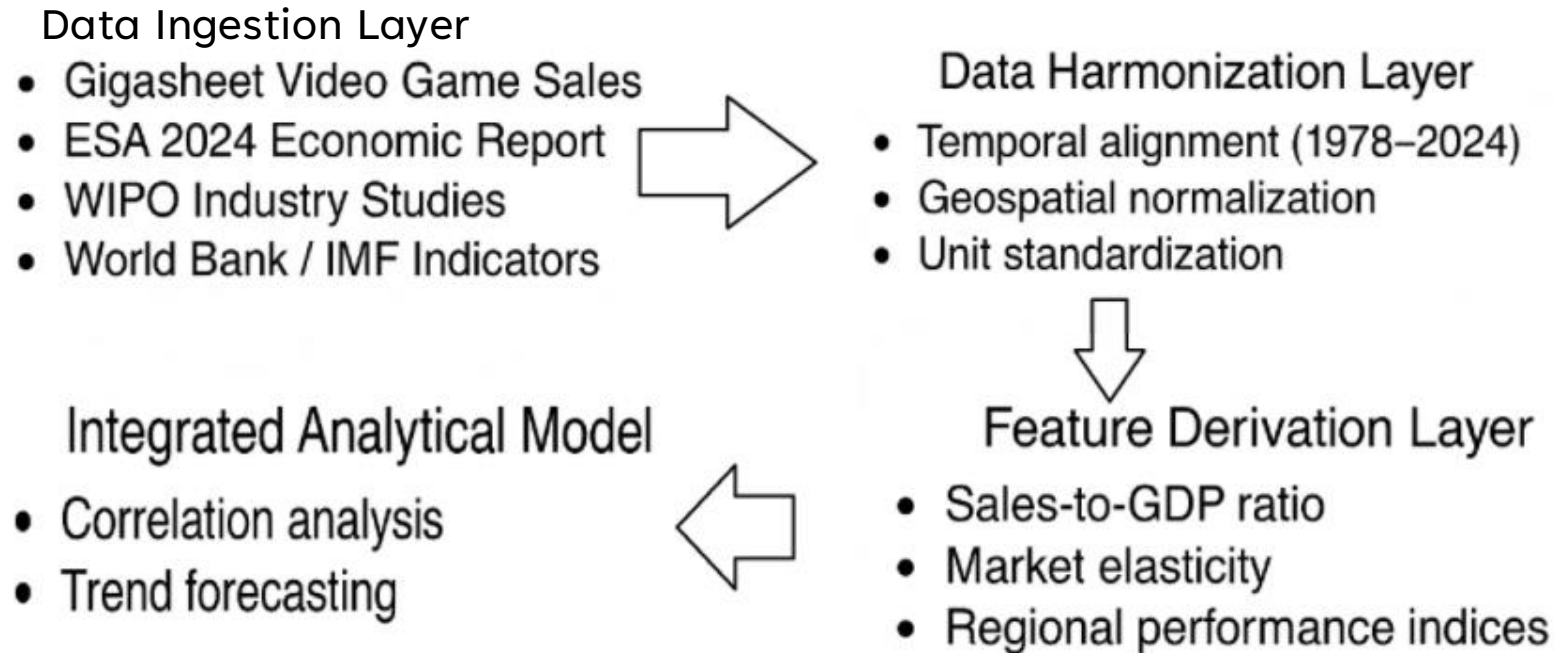 Data Ingestion Layer
• Gigasheet Video Game Sales
• ESA 2024 Economic Report
• WIPO Industry Studies
• World Bank / IMF Indicators
Data Harmonization Layer
• Temporal alignment (1978–2024)
• Geospatial normalization
• Unit standardization
Feature Derivation Layer
• Sales-to-GDP ratio
• Market elasticity
• Regional performance indices
Integrated Analytical Model
• Correlation analysis
• Trend forecasting